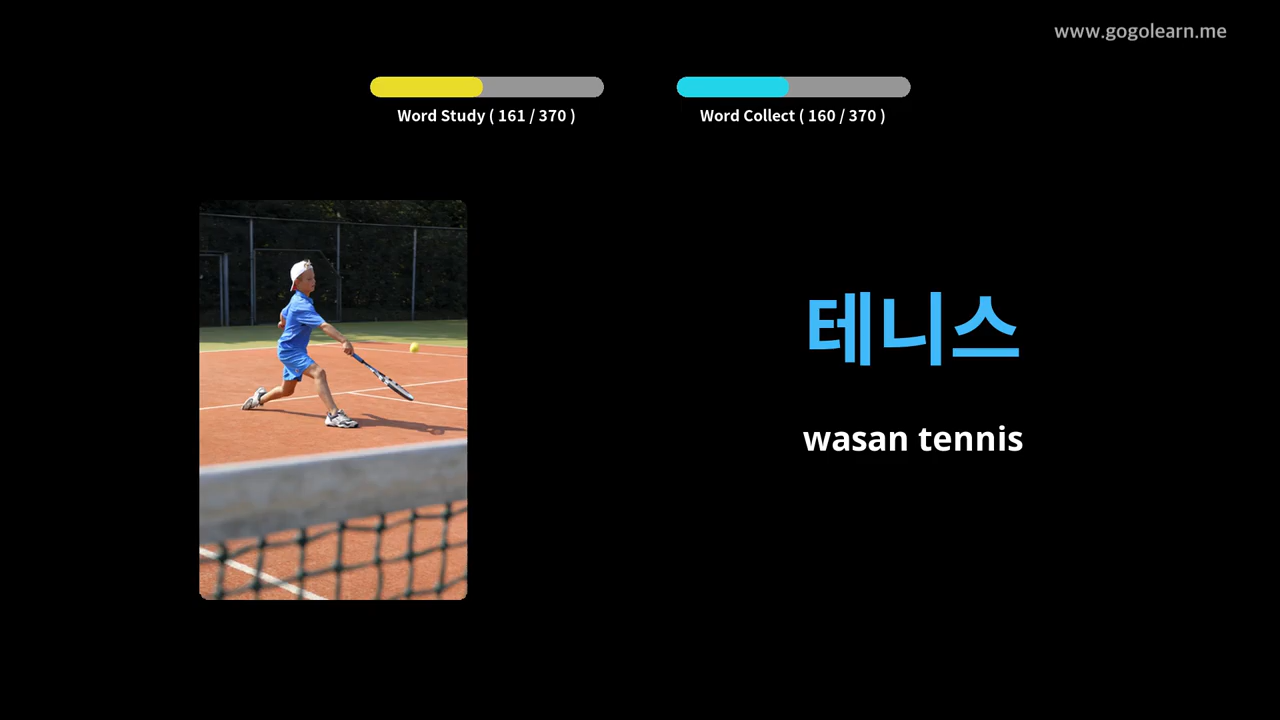 www.gogolearn.me
Word Study ( 161 / 370 )
Word Collect ( 160 / 370 )
테니스
wasan tennis